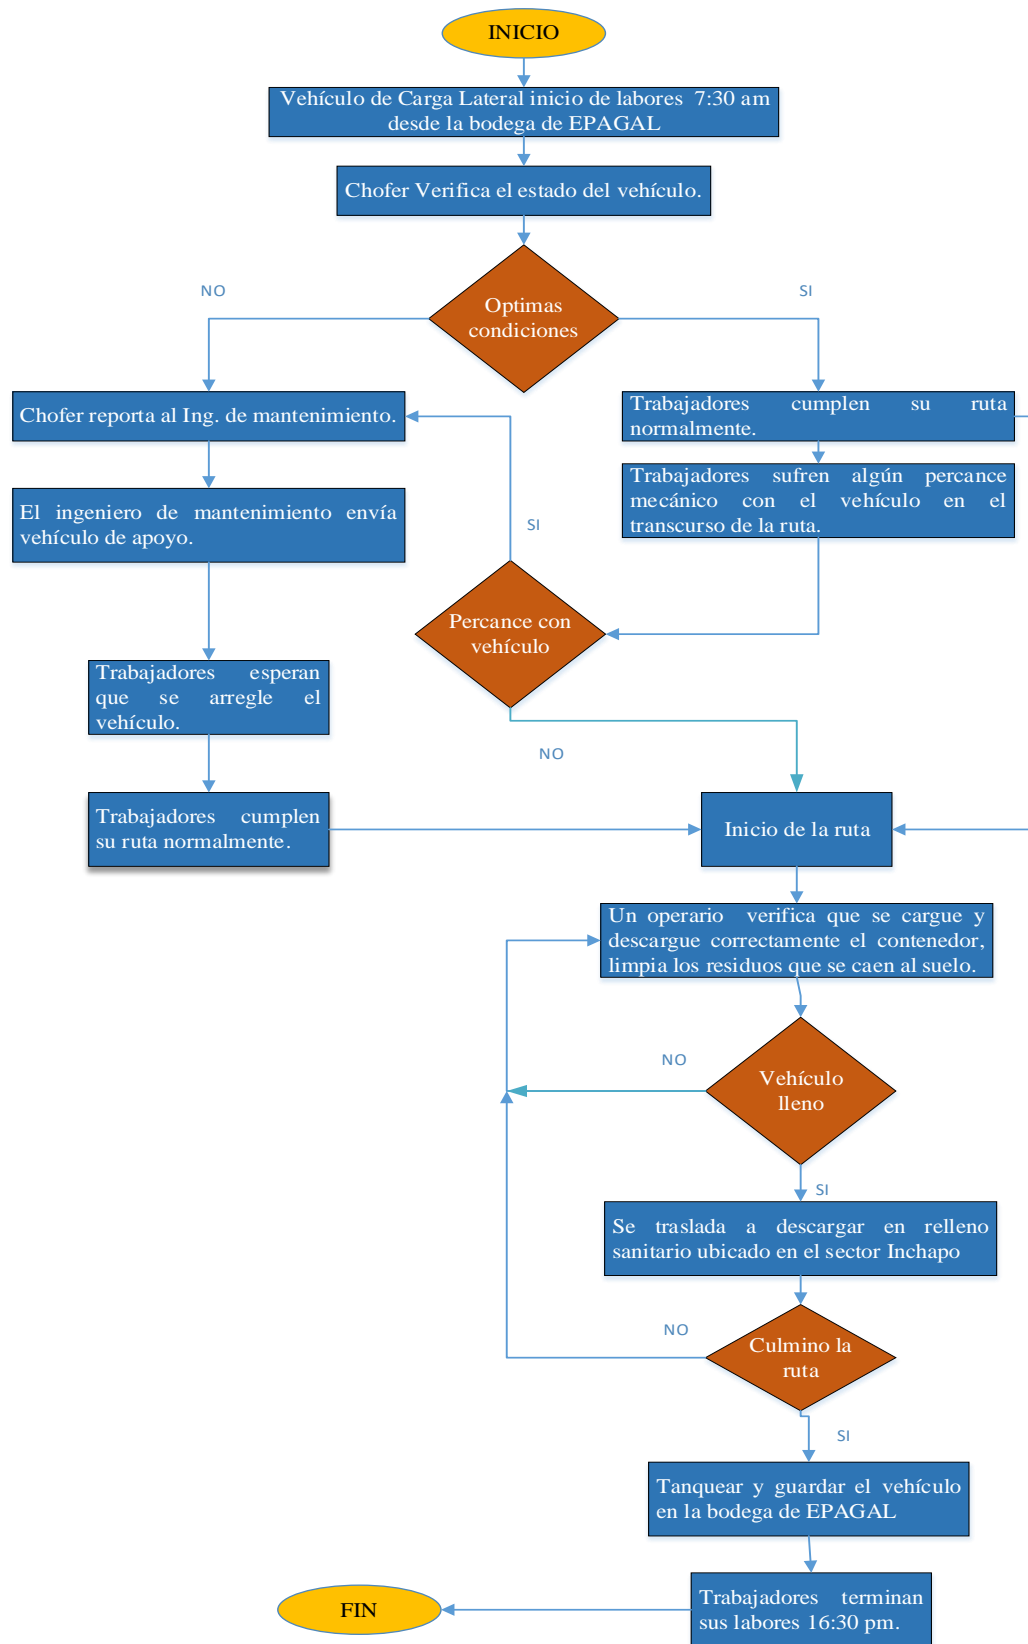 INICIO
Vehículo de Carga Lateral inicio de labores 7:30 am
desde la bodega de EPAGAL
Chofer Verifica el estado del vehículo.
NO
SI
Optimas
condiciones
Chofer reporta al Ing. de mantenimiento.
Trabajadores cumplen su ruta
normalmente.
Trabajadores sufren algún percance
mecánico con el vehículo en el
transcurso de la ruta.
El ingeniero de mantenimiento envía
vehículo de apoyo.
SI
Percance con
vehículo
Trabajadores esperan
que se arregle el
vehículo.
NO
Trabajadores cumplen
su ruta normalmente.
Inicio de la ruta
Un operario verifica que se cargue y
descargue correctamente el contenedor,
limpia los residuos que se caen al suelo.
NO
Vehículo
lleno
SI
Se traslada a descargar en relleno
sanitario ubicado en el sector Inchapo
NO
Culmino la
ruta
SI
Tanquear y guardar el vehículo
en la bodega de EPAGAL
Trabajadores terminan
sus labores 16:30 pm.
FIN